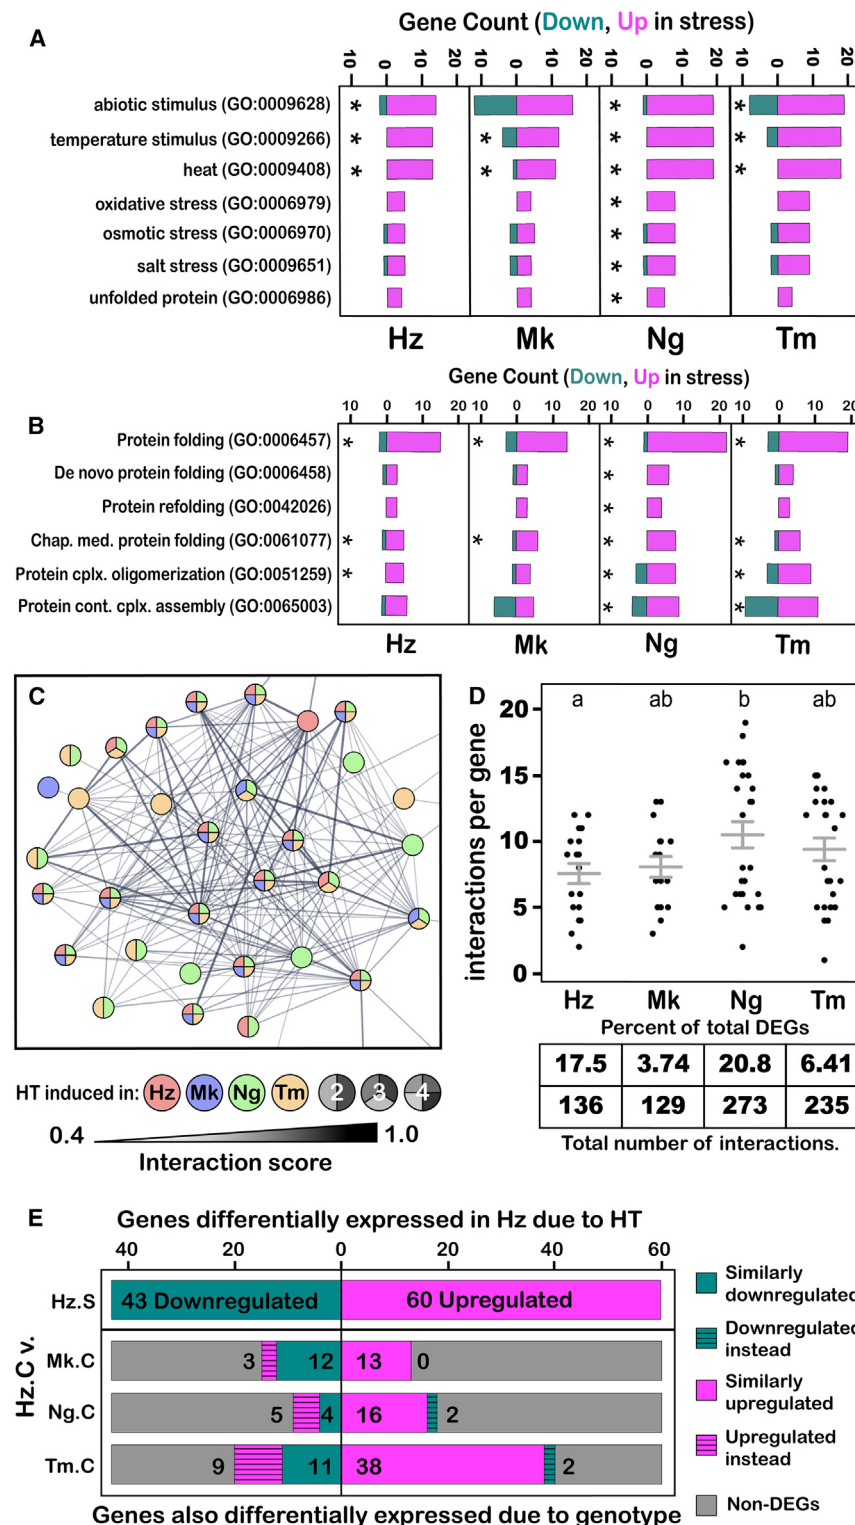 A
Gene Count (Down, Up in stress)
10 0 10 20 10 0 10 20 10 0 10 20 10 0 10 20
abiotic stimulus (GO:0009628) * * *
temperature stimulus (GO:0009266) * * * *
heat (GO:0009408) * * * *
oxidative stress (GO:0006979) *
osmotic stress (GO:0006970) *
salt stress (GO:0009651) *
unfolded protein (GO:0006986) *
Hz Mk Ng Tm
B
Gene Count (Down, Up in stress)
10 0 10 20 10 0 10 20 10 0 10 20 10 0 10 20
Protein folding (GO:0006457) * * * *
De novo protein folding (GO:0006458) *
Protein refolding (GO:0042026) *
Chap. med. protein folding (GO:0061077) * * * *
Protein cplx. oligomerization (GO:0051259) * * *
Protein cont. cplx. assembly (GO:0065003) * *
Hz Mk Ng Tm
C
HT induced in: Hz Mk Ng Tm 2 3 4
0.4 1.0
Interaction score
D
a ab b ab
interactions per gene
20
15
10
5
0
Hz Mk Ng Tm
Percent of total DEGs
17.5 3.74 20.8 6.41
136 129 273 235
Total number of interactions.
E
Genes differentially expressed in Hz due to HT
40 20 0 20 40 60
Hz.S 43 Downregulated 60 Upregulated
Hz.C v.
Mk.C 3 12 13 0
Ng.C 5 4 16 2
Tm.C 9 11 38 2
Genes also differentially expressed due to genotype
Similarly
downregulated
Downregulated
instead
Similarly
upregulated
Upregulated
instead
Non-DEGs